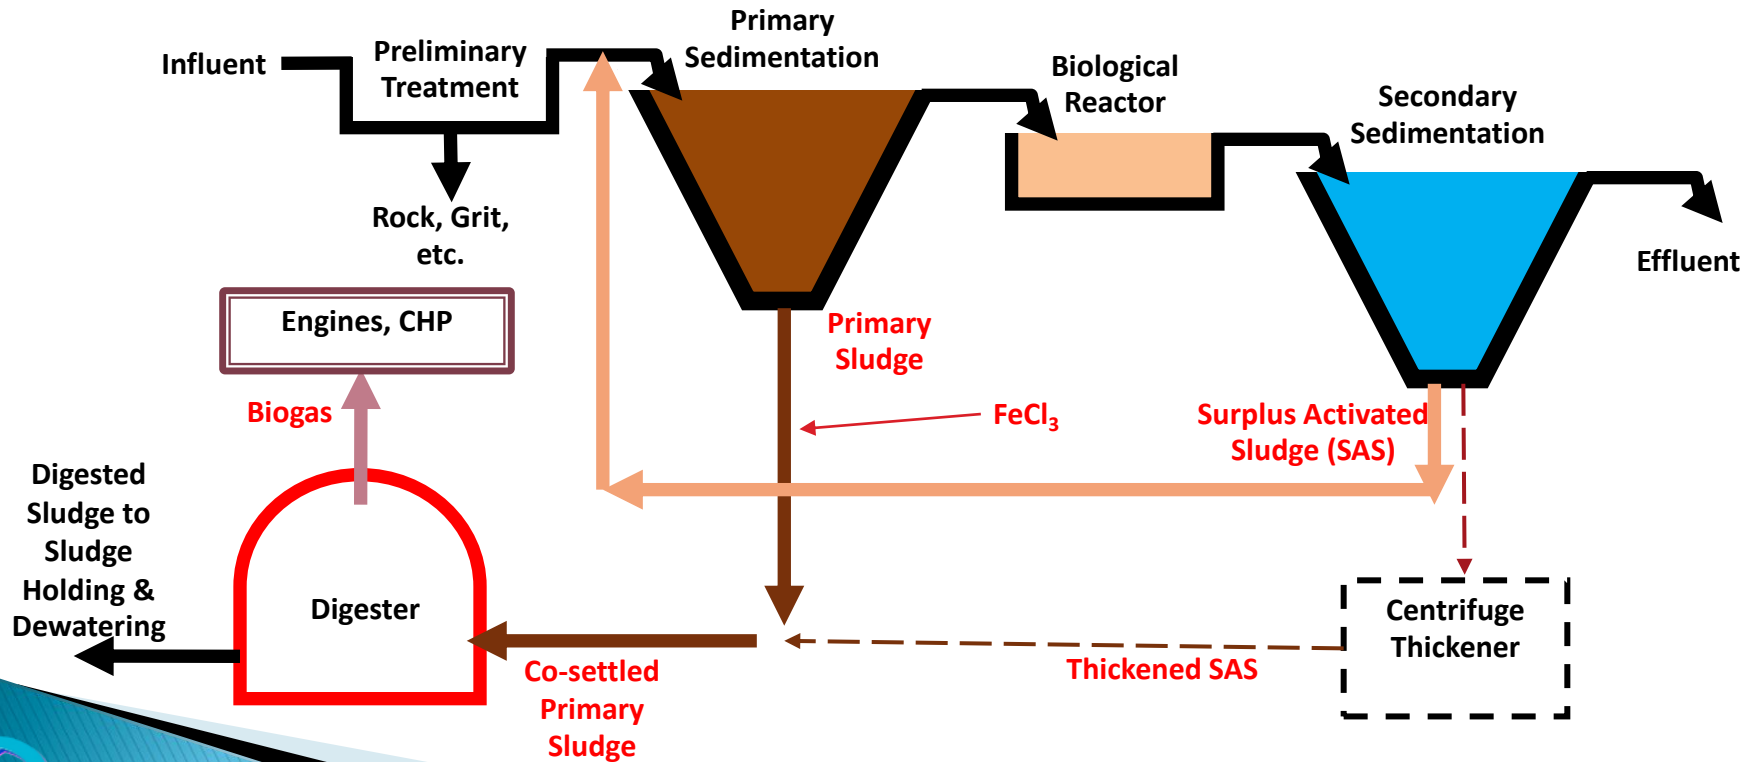 Influent
Preliminary
Treatment
Primary
Sedimentation
Biological
Reactor
Secondary
Sedimentation
Rock, Grit,
etc.
Effluent
Engines, CHP
Primary
Sludge
Biogas
FeCl₃
Surplus Activated
Sludge (SAS)
Digested
Sludge to
Sludge
Holding &
Dewatering
Digester
Centrifuge
Thickener
Co-settled
Primary
Sludge
Thickened SAS